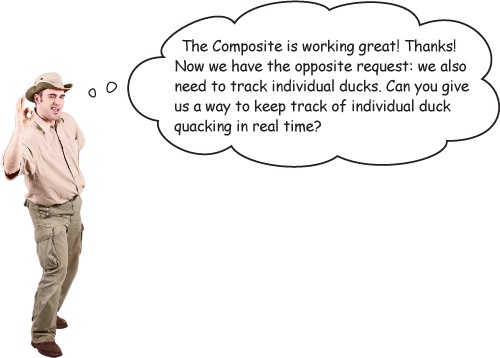 The Composite is working great! Thanks!
Now we have the opposite request: we also
need to track individual ducks. Can you give
us a way to keep track of individual duck
quacking in real time?